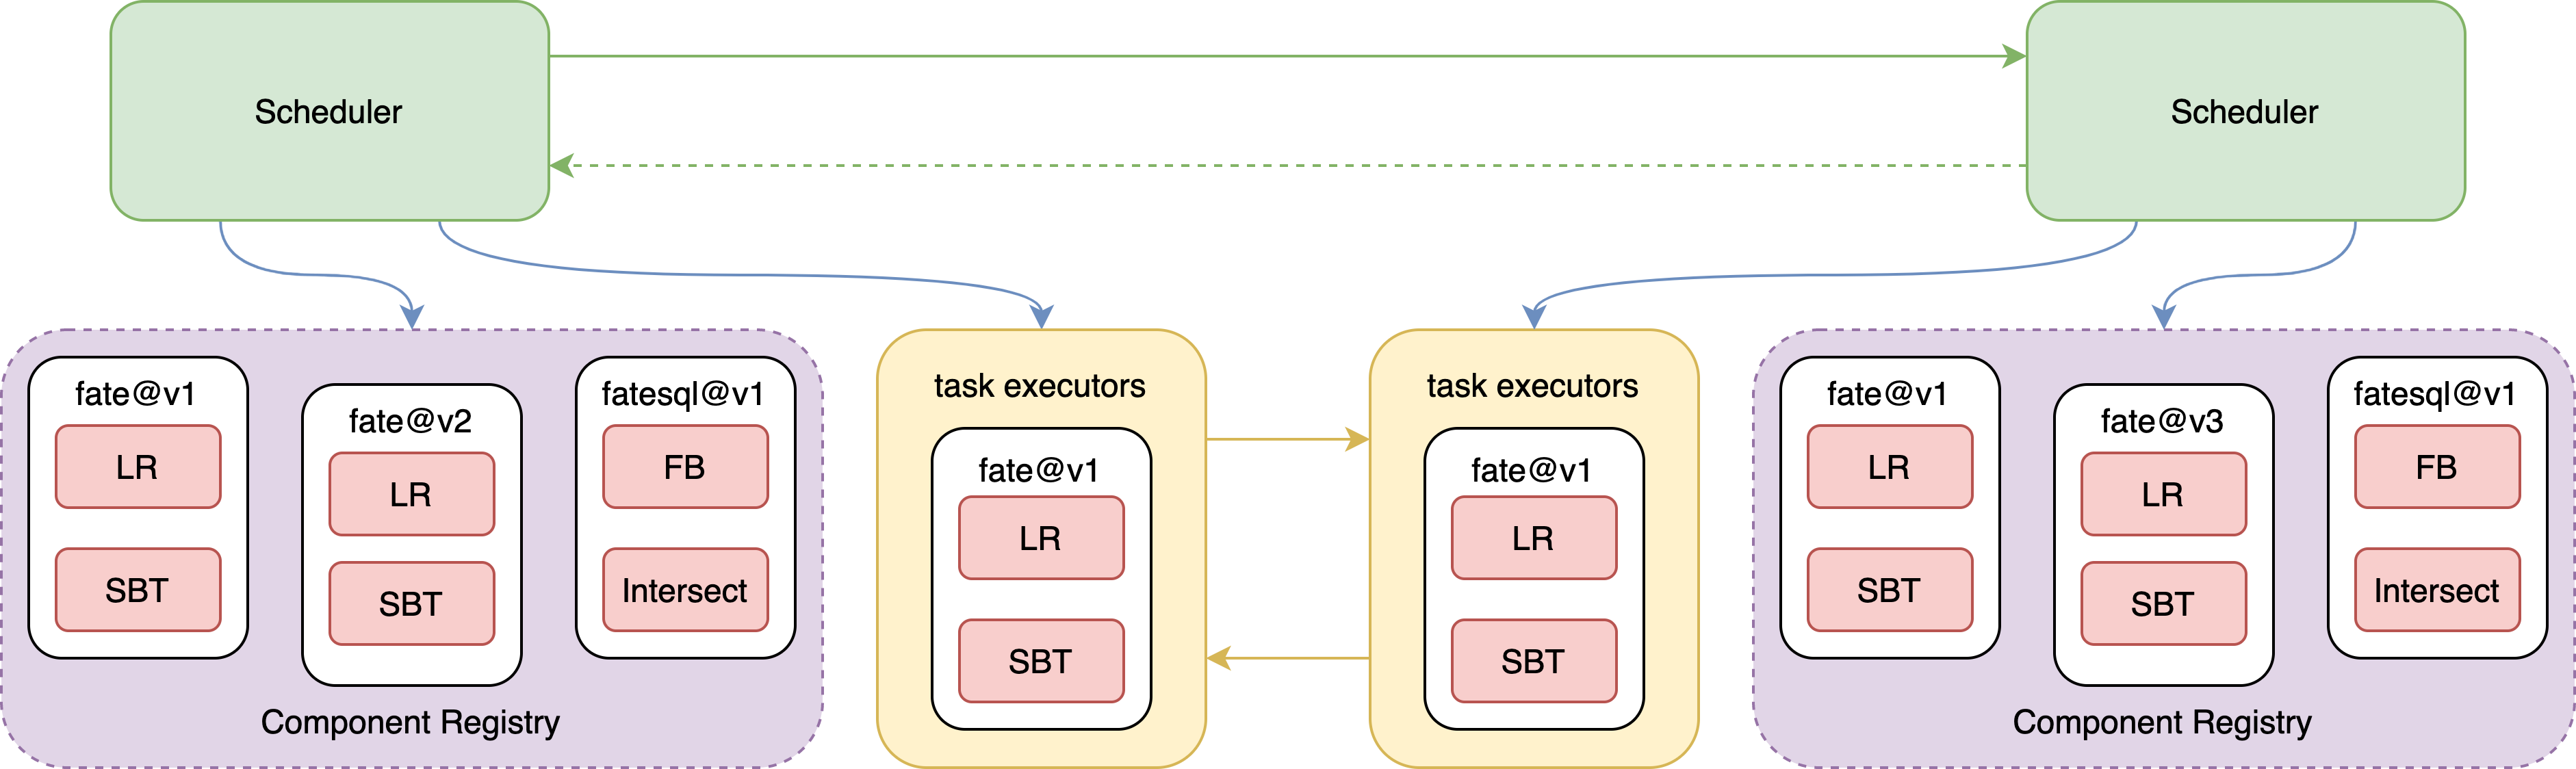 Scheduler
Scheduler
fate@v1
LR
SBT
fate@v2
LR
SBT
fatesql@v1
FB
Intersect
Component Registry
task executors
fate@v1
LR
SBT
task executors
fate@v1
LR
SBT
fate@v1
LR
SBT
fate@v3
LR
SBT
fatesql@v1
FB
Intersect
Component Registry